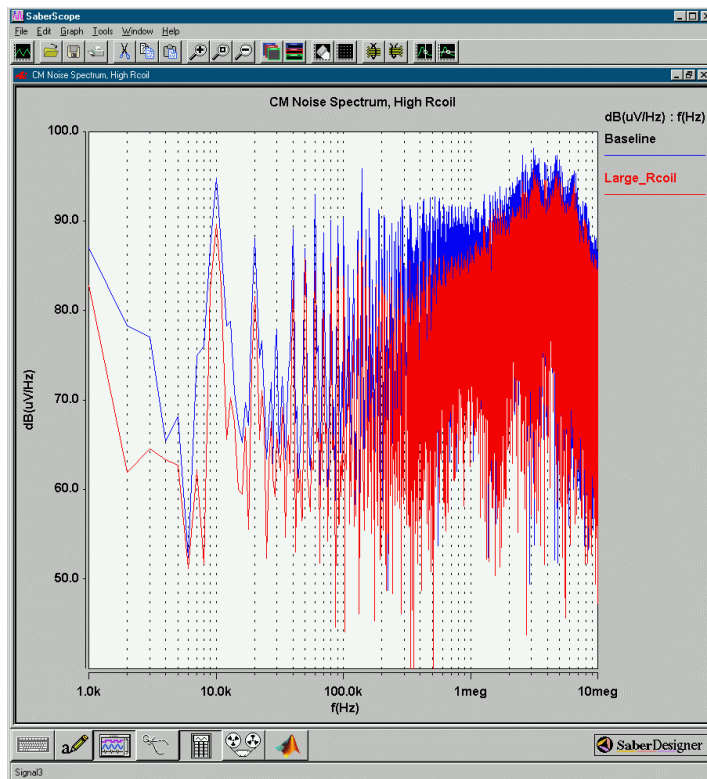 SaberScope
File Edit Graph Tools Window Help
CM Noise Spectrum, High Rcoil
CM Noise Spectrum, High Rcoil
dB(uV/Hz) : f(Hz)
Baseline
Large_Rcoil
100.0
90.0
80.0
70.0
60.0
50.0
dB(uV/Hz)
1.0k 10.0k 100.0k 1meg 10meg
f(Hz)
a
SaberDesigner
Signal3